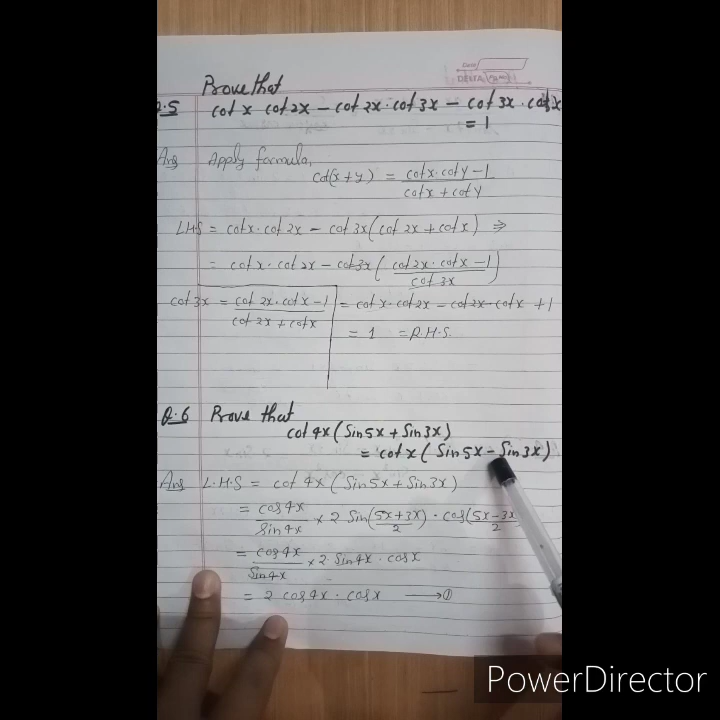 Date
DELTA Pg No.
Prove that
Q.5 cot x cot 2x – cot 2x · cot 3x – cot 3x · cot x
= 1
Ans Apply formula,
cot(x+y) = cot x · cot y – 1 / cot x + cot y
LHS = cot x · cot 2x – cot 3x (cot 2x + cot x) ⇒
= cot x · cot 2x – cot 3x (cot 2x · cot x – 1 / cot 3x)
cot 3x = cot 2x · cot x – 1 / cot 2x + cot x
= cot x · cot 2x – cot 2x · cot x + 1
= 1 = R.H.S.
Q.6 Prove that
cot 4x (Sin 5x + Sin 3x)
= cot x (Sin 5x – Sin 3x)
Ans L.H.S = cot 4x (Sin 5x + Sin 3x)
= cos 4x / Sin 4x × 2 Sin(5x+3x / 2) · cos(5x–3x / 2
= cos 4x / Sin 4x × 2 · Sin 4x · cos x
= 2 cos 4x · cos x ⟶ ①
PowerDirector